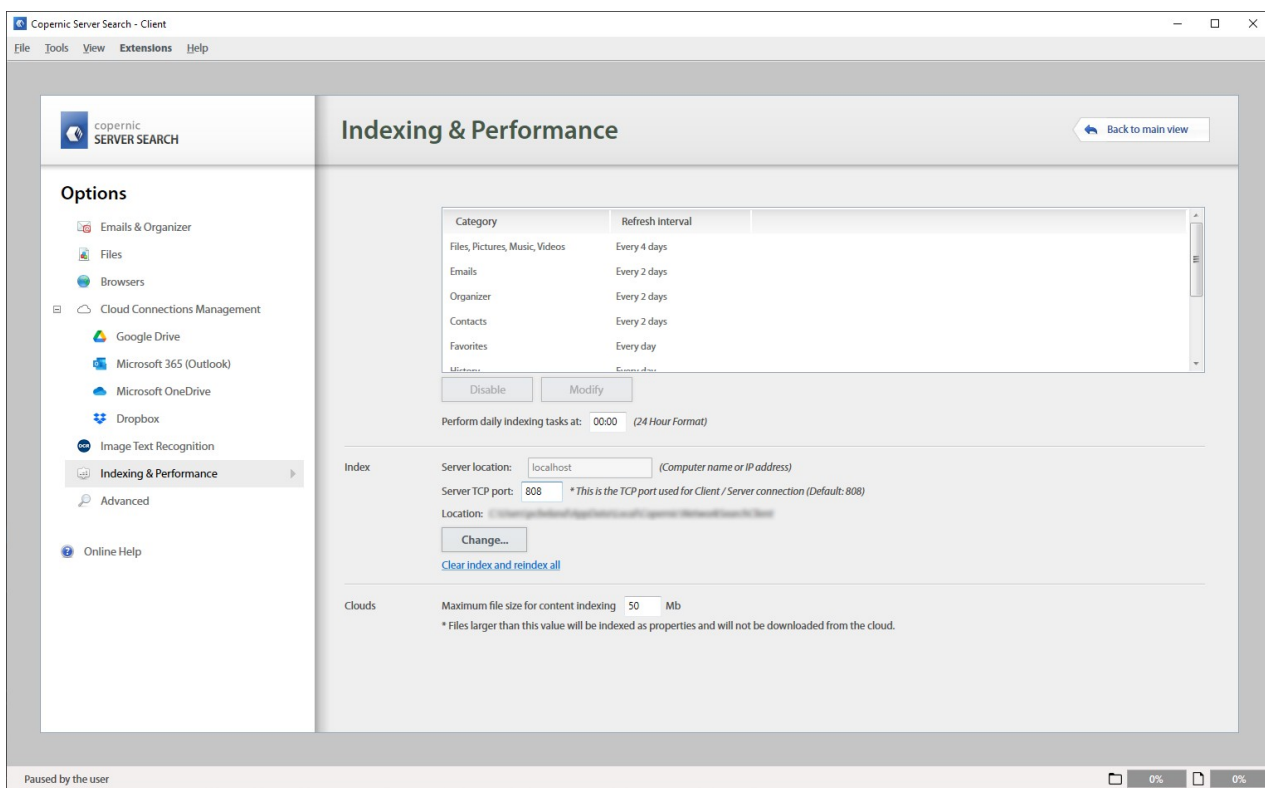 Copernic Server Search - Client
File Tools View Extensions Help
copernic
SERVER SEARCH
Indexing & Performance
Back to main view
Options
Emails & Organizer
Files
Browsers
Cloud Connections Management
Google Drive
Microsoft 365 (Outlook)
Microsoft OneDrive
Dropbox
OCR
Image Text Recognition
Indexing & Performance
Advanced
Online Help
Category Refresh interval
Files, Pictures, Music, Videos Every 4 days
Emails Every 2 days
Organizer Every 2 days
Contacts Every 2 days
Favorites Every day
History Every day
Disable Modify
Perform daily indexing tasks at: 00:00 (24 Hour Format)
Index
Server location: localhost (Computer name or IP address)
Server TCP port: 808 * This is the TCP port used for Client / Server connection (Default: 808)
Location:
Change...
Clear index and reindex all
Clouds
Maximum file size for content indexing 50 Mb
* Files larger than this value will be indexed as properties and will not be downloaded from the cloud.
Paused by the user
0% 0%